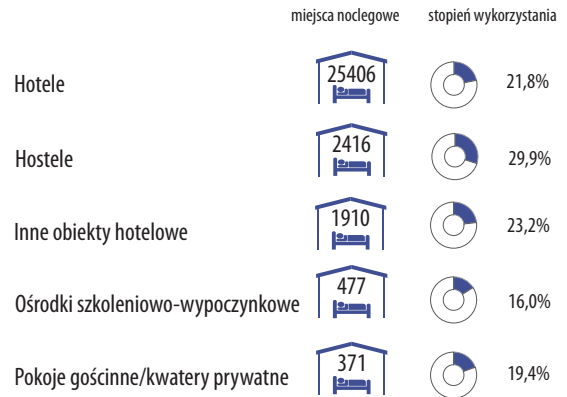 miejsca noclegowe stopień wykorzystania
Hotele 25406 21,8%
Hostele 2416 29,9%
Inne obiekty hotelowe 1910 23,2%
Ośrodki szkoleniowo-wypoczynkowe 477 16,0%
Pokoje gościnne/kwatery prywatne 371 19,4%